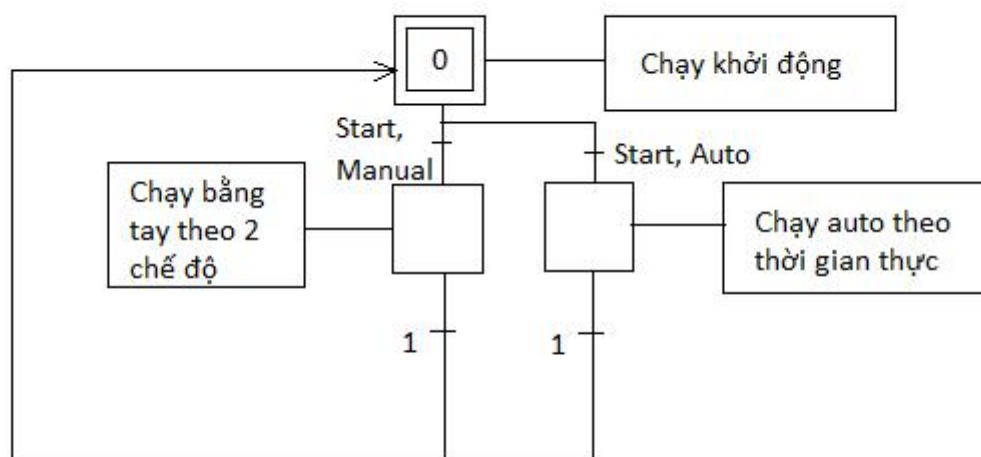 0
Chạy khởi động
Start,
Manual
Start, Auto
Chạy bằng
tay theo 2
chế độ
Chạy auto theo
thời gian thực
1
1